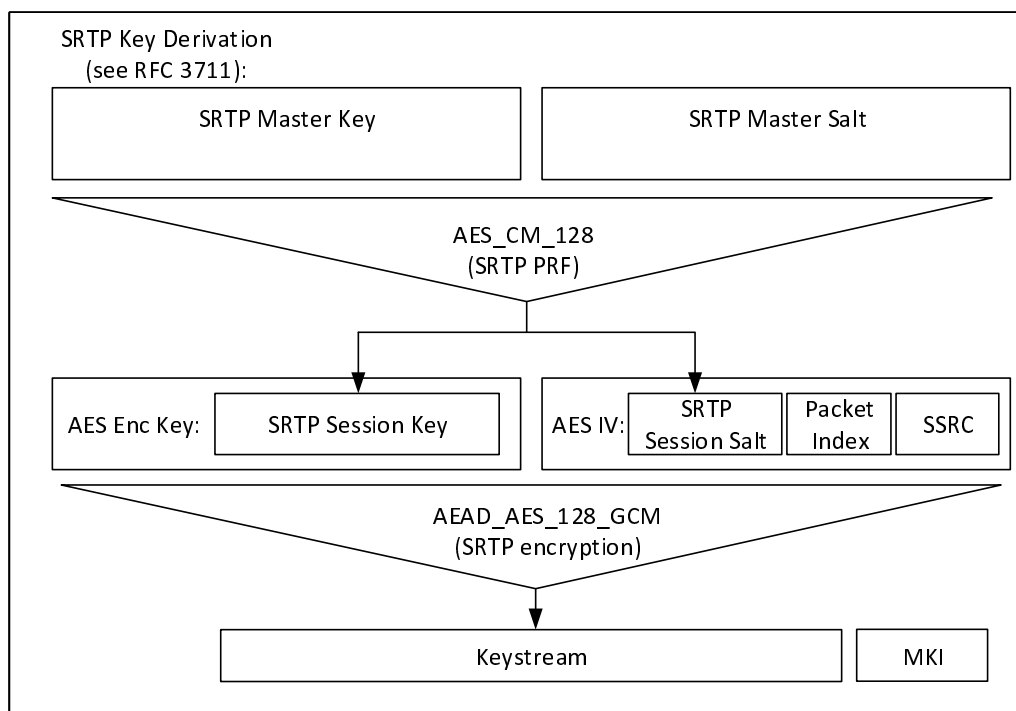 SRTP Key Derivation
(see RFC 3711):
SRTP Master Key
SRTP Master Salt
AES_CM_128
(SRTP PRF)
AES Enc Key:
SRTP Session Key
AES IV:
SRTP
Session Salt
Packet
Index
SSRC
AEAD_AES_128_GCM
(SRTP encryption)
Keystream
MKI